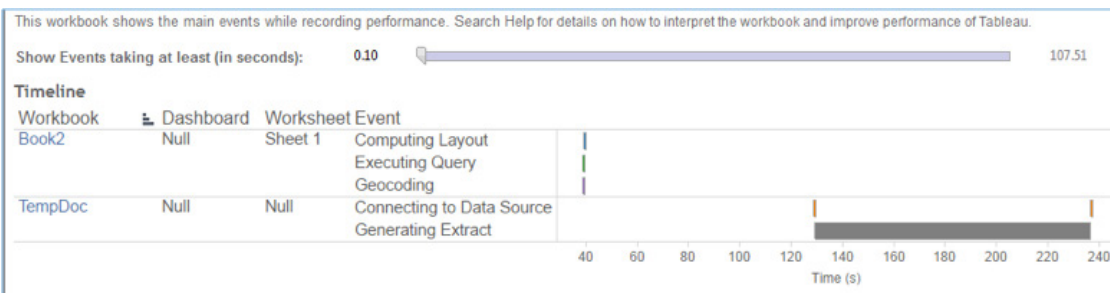 This workbook shows the main events while recording performance. Search Help for details on how to interpret the workbook and improve performance of Tableau.
Show Events taking at least (in seconds): 0.10 107.51
Timeline
Workbook Dashboard Worksheet Event
Book2 Null Sheet 1 Computing Layout
Executing Query
Geocoding
TempDoc Null Null Connecting to Data Source
Generating Extract
40 60 80 100 120 140 160 180 200 220 240
Time (s)